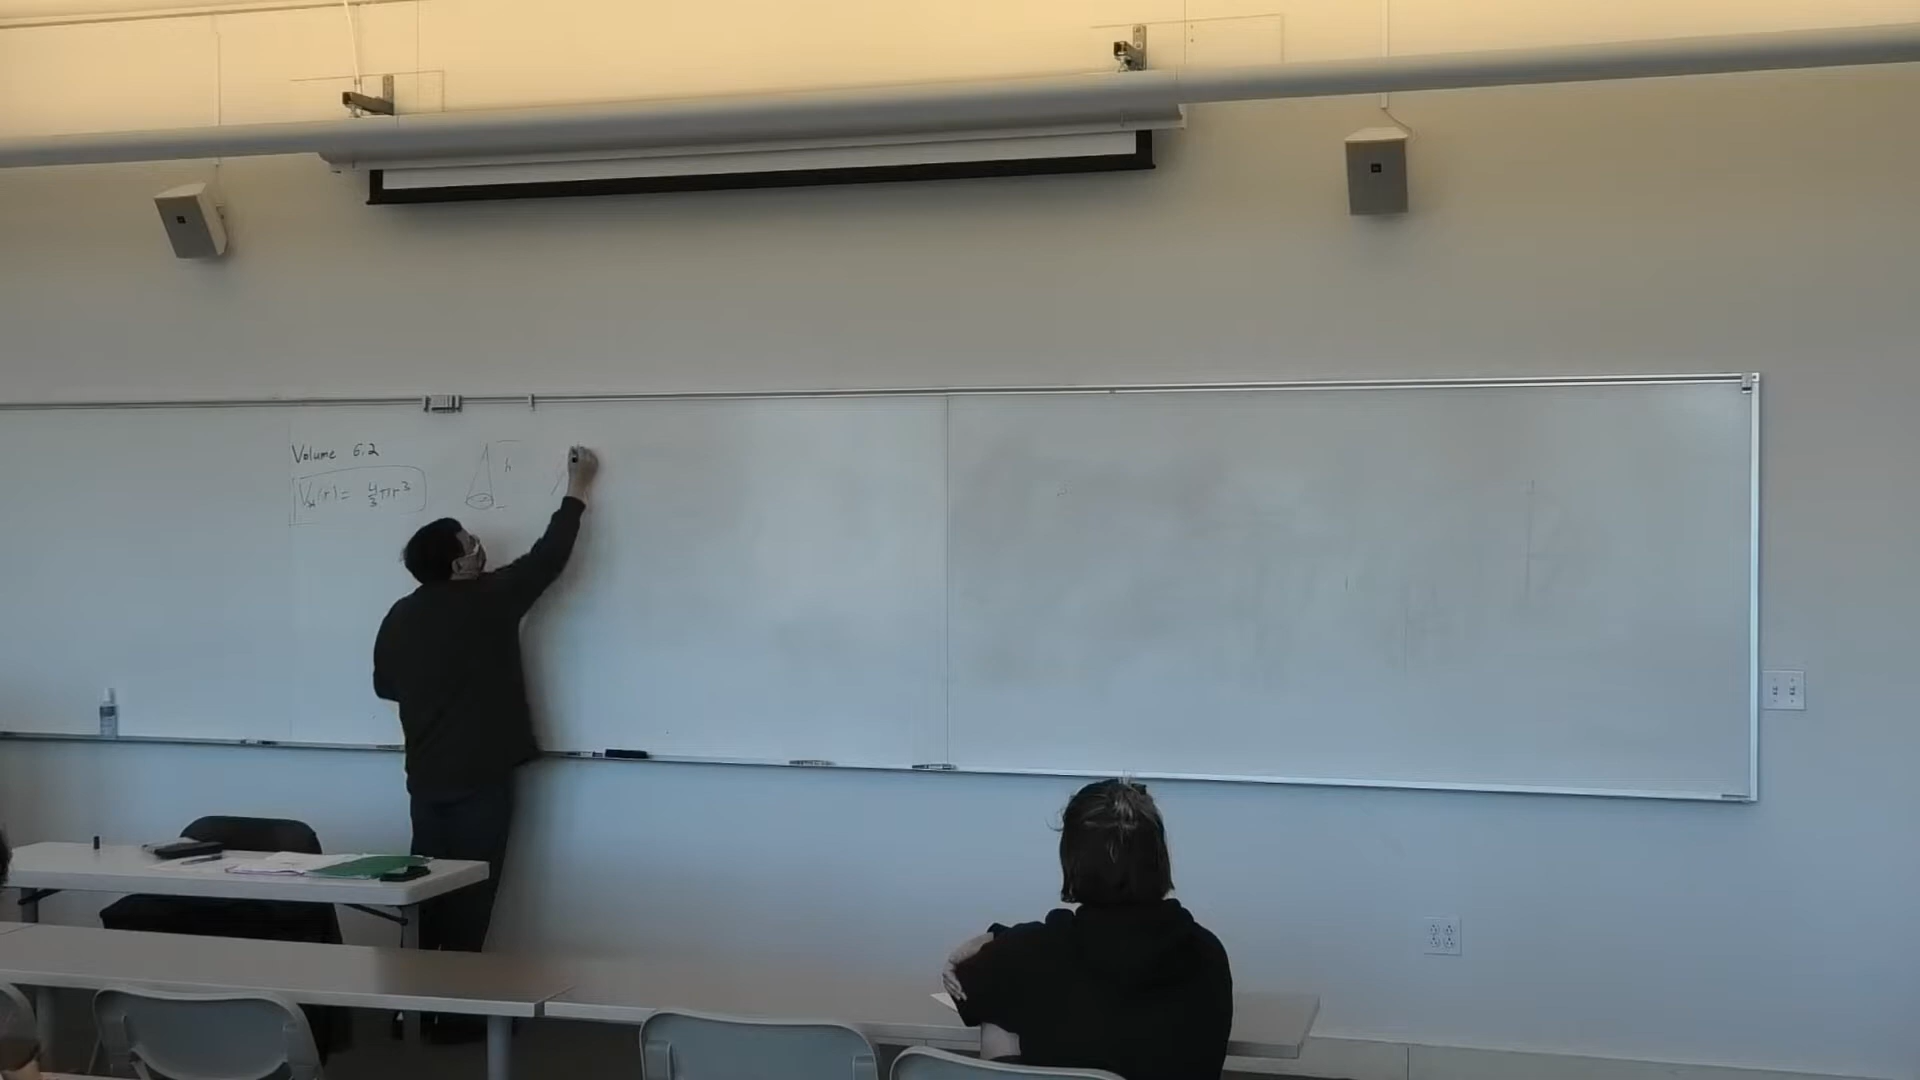 Volume 6.2
V (r) = 4/3 πr³
h